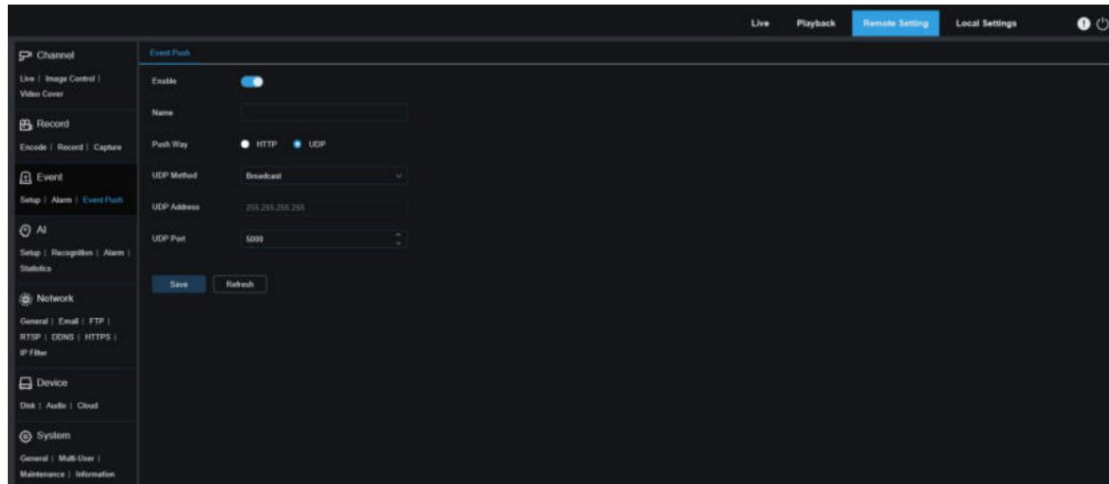 Live Playback Remote Setting Local Settings
Channel
Live | Image Control |
Video Cover
Record
Encode | Record | Capture
Event
Setup | Alarm | Event Push
AI
Setup | Recognition | Alarm |
Statistics
Network
General | Email | FTP |
RTSP | DDNS | HTTPS |
IP Filter
Device
Disk | Audio | Cloud
System
General | Multi-User |
Maintenance | Information
Event Push
Enable
Name
Push Way HTTP UDP
UDP Method Broadcast
UDP Address 255.255.255.255
UDP Port 5000
Save Refresh